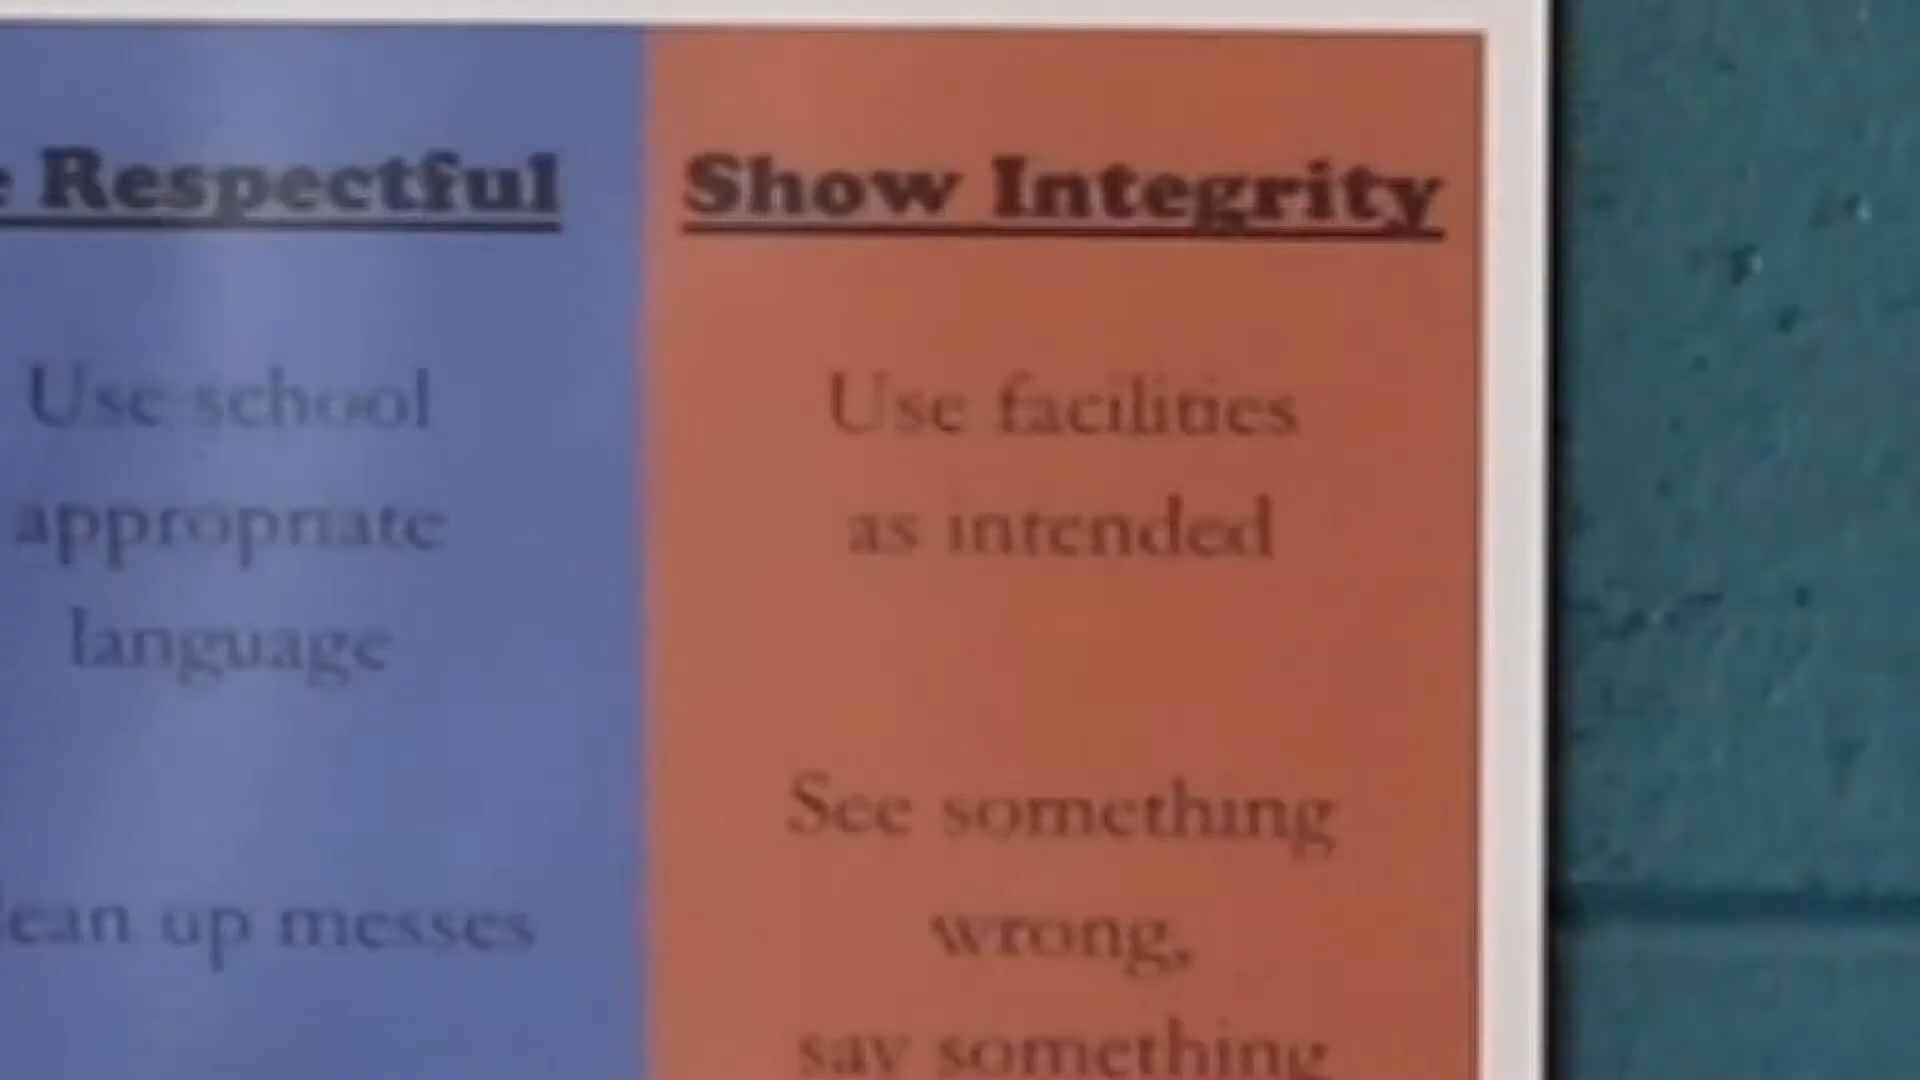 e Respectful
Use school
appropriate
language
lean up messes
Show Integrity
Use facilities
as intended
See something
wrong,
say something